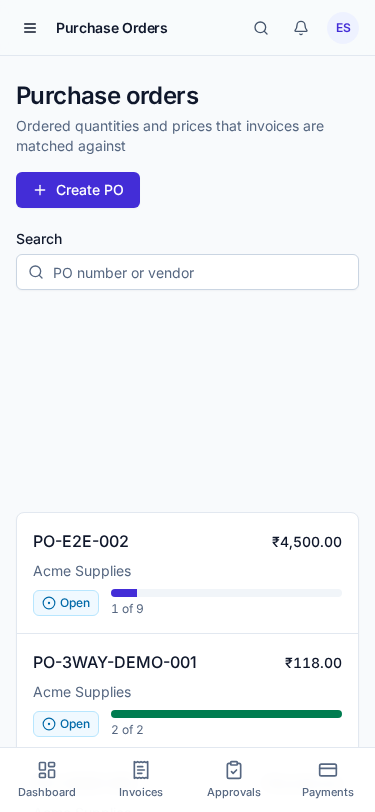 Purchase Orders
ES
Purchase orders
Ordered quantities and prices that invoices are
matched against
Create PO
Search
PO number or vendor
PO-E2E-002
₹4,500.00
Acme Supplies
Open
1 of 9
PO-3WAY-DEMO-001
₹118.00
Acme Supplies
Open
2 of 2
Dashboard
Invoices
Approvals
Payments